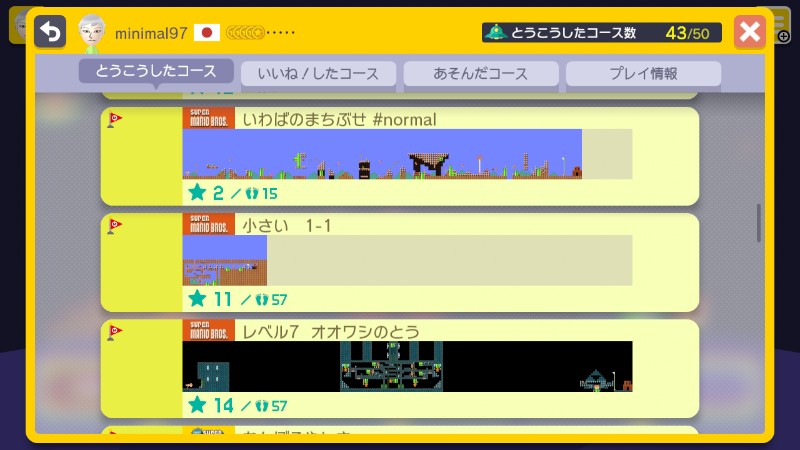 minimal97
とうこうしたコース数 43/50
とうこうしたコース
いいね!したコース
あそんだコース
プレイ情報
SUPER MARIO BROS.
いわばのまちぶせ #normal
2 / 15
SUPER MARIO BROS.
小さい 1-1
11 / 57
SUPER MARIO BROS.
レベル7 オオワシのとう
14 / 57